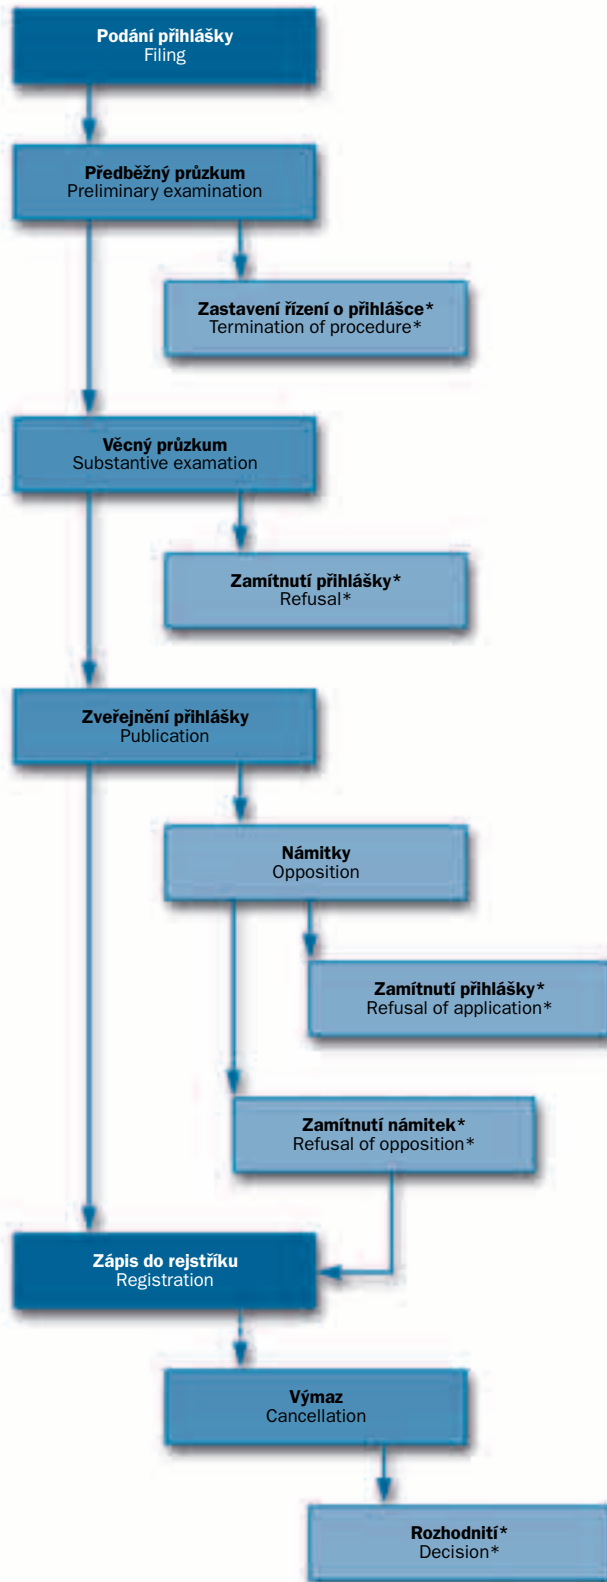 Podání přihlášky
Filing
Předběžný průzkum
Preliminary examination
Zastavení řízení o přihlášce*
Termination of procedure*
Věcný průzkum
Substantive examation
Zamítnutí přihlášky*
Refusal*
Zveřejnění přihlášky
Publication
Námitky
Opposition
Zamítnutí přihlášky*
Refusal of application*
Zamítnutí námitek*
Refusal of opposition*
Zápis do rejstříku
Registration
Výmaz
Cancellation
Rozhodnití*
Decision*